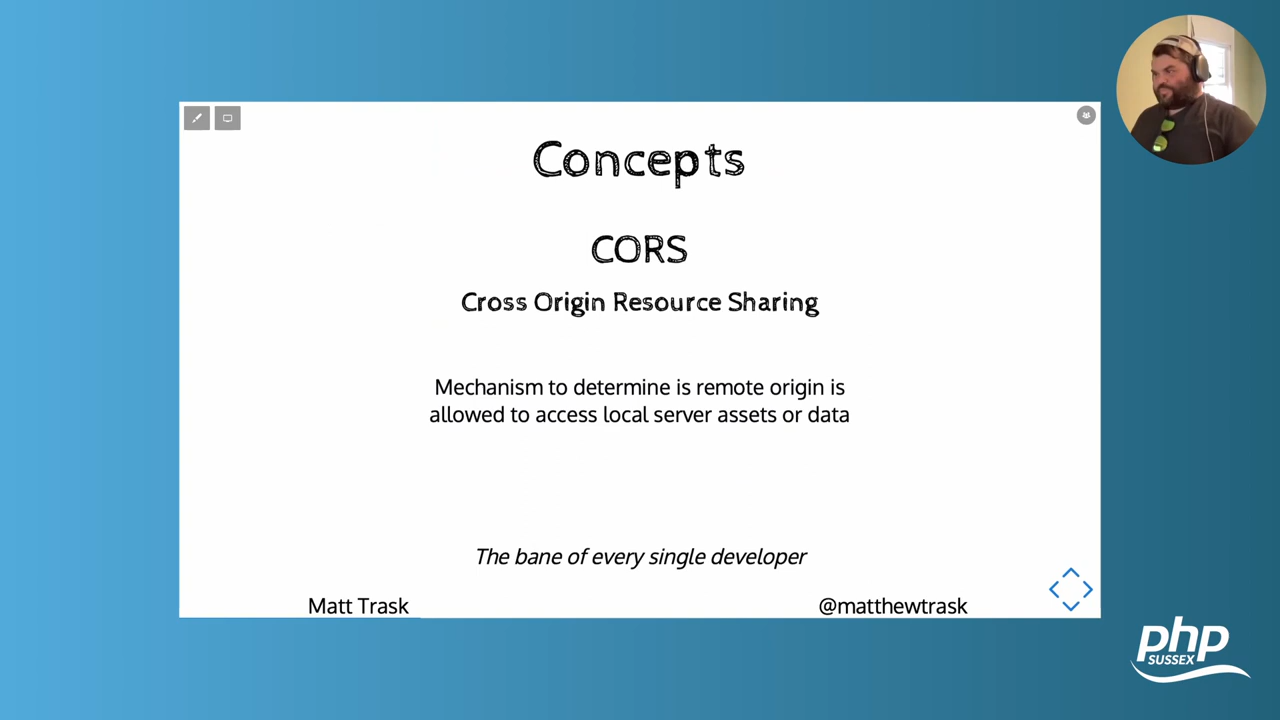 Concepts
CORS
Cross Origin Resource Sharing
Mechanism to determine is remote origin is
allowed to access local server assets or data
The bane of every single developer
Matt Trask
@matthewtrask
php
SUSSEX